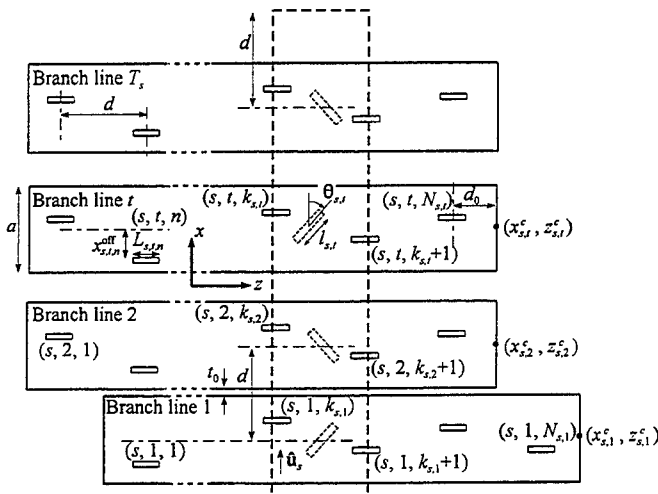 d
Branch line T_s
d
Branch line t
(s, t, k_{s,t})
θ_{s,t}
(s, t, N_{s,t})
d_0
(s, t, n)
a
x^{off}_{s,t,n}
L_{s,t,n}
x
l_{s,t}
(x^c_{s,t}, z^c_{s,t})
(s, t, k_{s,t}+1)
z
Branch line 2
(s, 2, k_{s,2})
(s, 2, 1)
(x^c_{s,2}, z^c_{s,2})
t_0
d
(s, 2, k_{s,2}+1)
Branch line 1
(s, 1, k_{s,1})
(s, 1, N_{s,1})
(x^c_{s,1}, z^c_{s,1})
(s, 1, 1)
û_s
(s, 1, k_{s,1}+1)